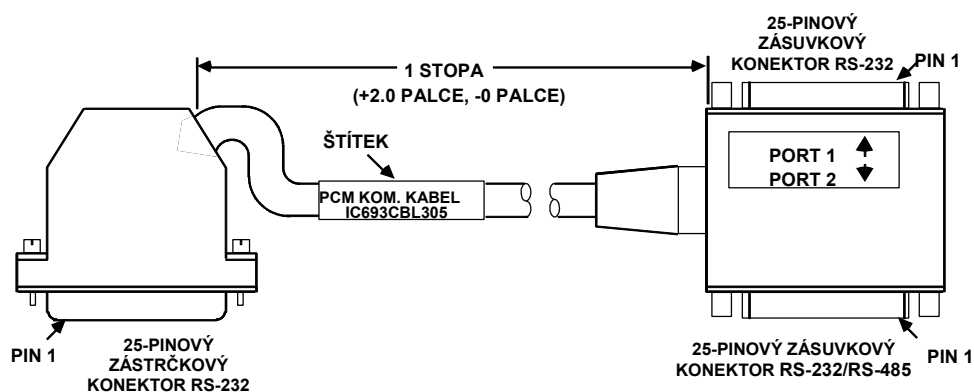 25-PINOVÝ
ZÁSUVKOVÝ
KONEKTOR RS-232
PIN 1
1 STOPA
(+2.0 PALCE, -0 PALCE)
ŠTÍTEK
PORT 1
PORT 2
PCM KOM. KABEL
IC693CBL305
PIN 1
25-PINOVÝ
ZÁSTRČKOVÝ
KONEKTOR RS-232
25-PINOVÝ ZÁSUVKOVÝ
KONEKTOR RS-232/RS-485
PIN 1